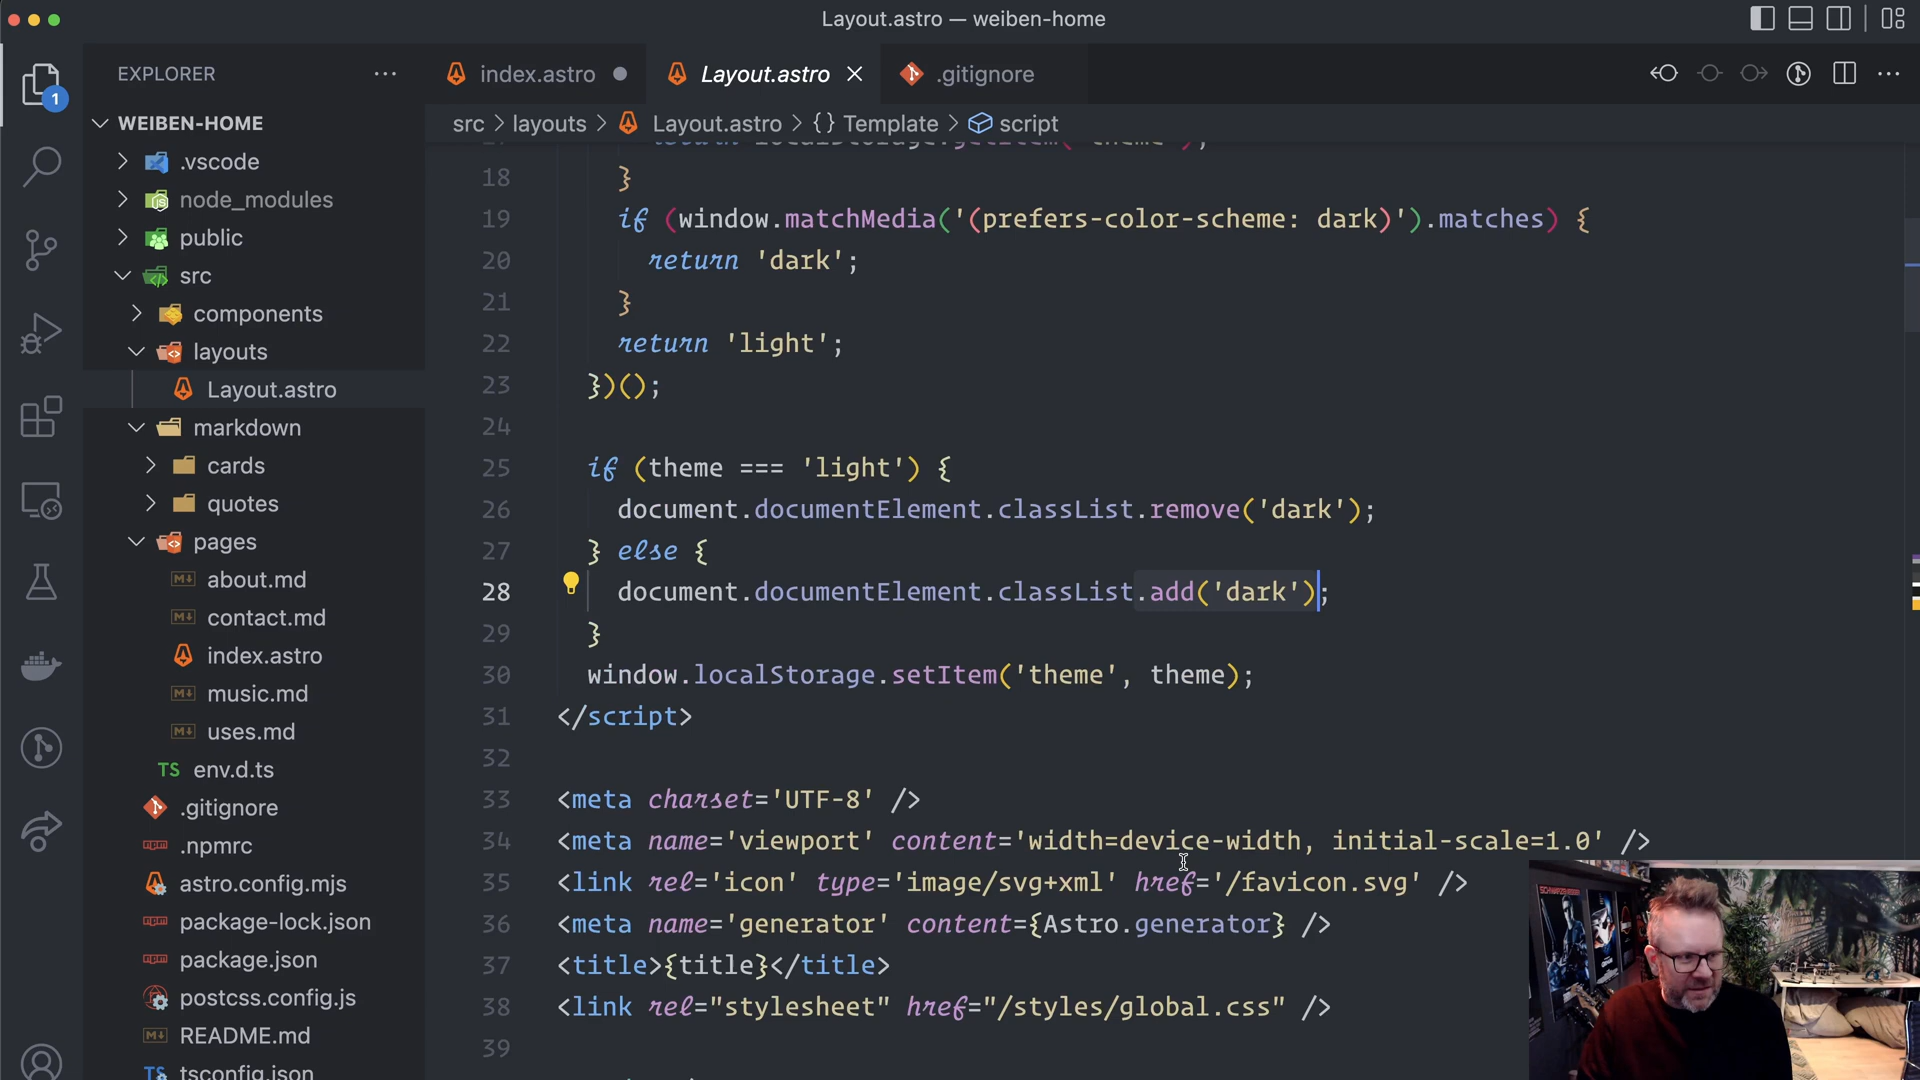 Layout.astro — weiben-home
EXPLORER
index.astro
Layout.astro
.gitignore
WEIBEN-HOME
src > layouts > Layout.astro > {} Template > script
.vscode
node_modules
public
src
components
layouts
Layout.astro
markdown
cards
quotes
pages
about.md
contact.md
index.astro
music.md
uses.md
TS env.d.ts
.gitignore
.npmrc
astro.config.mjs
package-lock.json
package.json
postcss.config.js
README.md
tsconfig.json
1
return localStorage.getItem('theme');
18 }
19 if (window.matchMedia('(prefers-color-scheme: dark)').matches) {
20 return 'dark';
21 }
22 return 'light';
23 })();
24
25 if (theme === 'light') {
26 document.documentElement.classList.remove('dark');
27 } else {
28 document.documentElement.classList.add('dark');
29 }
30 window.localStorage.setItem('theme', theme);
31 </script>
32
33 <meta charset='UTF-8' />
34 <meta name='viewport' content='width=device-width, initial-scale=1.0' />
35 <link rel='icon' type='image/svg+xml' href='/favicon.svg' />
36 <meta name='generator' content={Astro.generator} />
37 <title>{title}</title>
38 <link rel="stylesheet" href="/styles/global.css" />
39